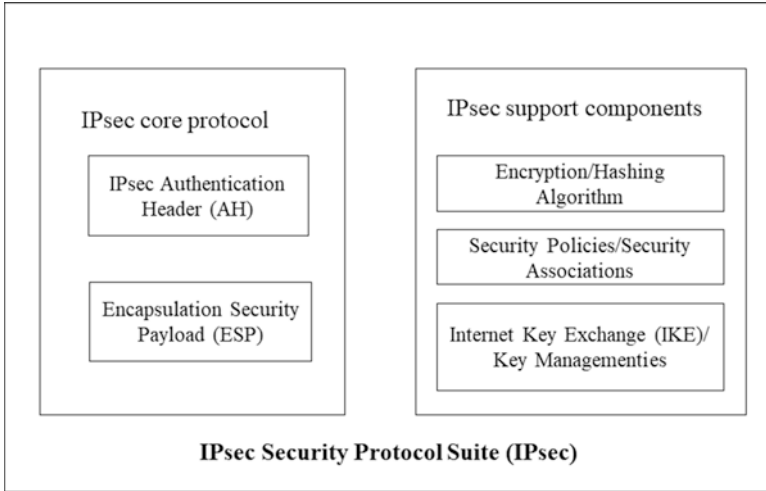 IPsec core protocol
IPsec Authentication
Header (AH)
Encapsulation Security
Payload (ESP)
IPsec support components
Encryption/Hashing
Algorithm
Security Policies/Security
Associations
Internet Key Exchange (IKE)/
Key Managementies
IPsec Security Protocol Suite (IPsec)